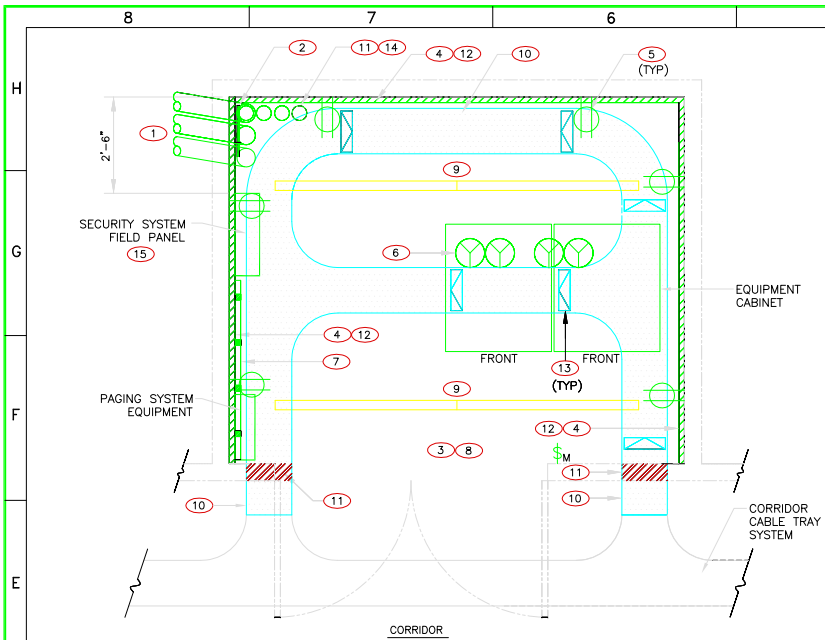 8 7 6
H
2 11 14 4 12 10 5
(TYP)
1
2'-6"
9
SECURITY SYSTEM
FIELD PANEL
15
G
6
EQUIPMENT
CABINET
4 12
FRONT FRONT
7
13
(TYP)
PAGING SYSTEM
EQUIPMENT
F
9
12 4
3 8
$M
11
11
10
10
CORRIDOR
CABLE TRAY
SYSTEM
E
CORRIDOR